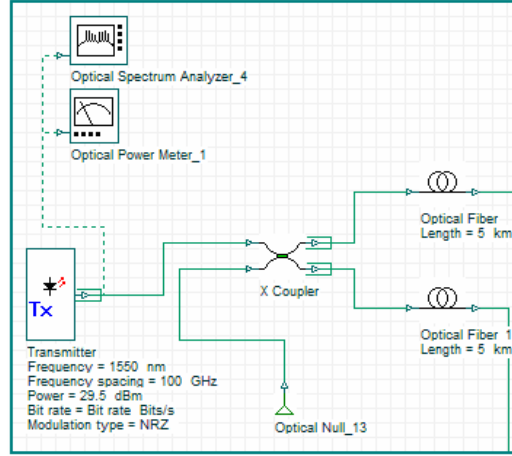 Optical Spectrum Analyzer_4
Optical Power Meter_1
Optical Fiber
Length = 5 km
X Coupler
Tx
Optical Fiber 1
Length = 5 km
Transmitter
Frequency = 1550 nm
Frequency spacing = 100 GHz
Power = 29.5 dBm
Bit rate = Bit rate Bits/s
Modulation type = NRZ
Optical Null_13